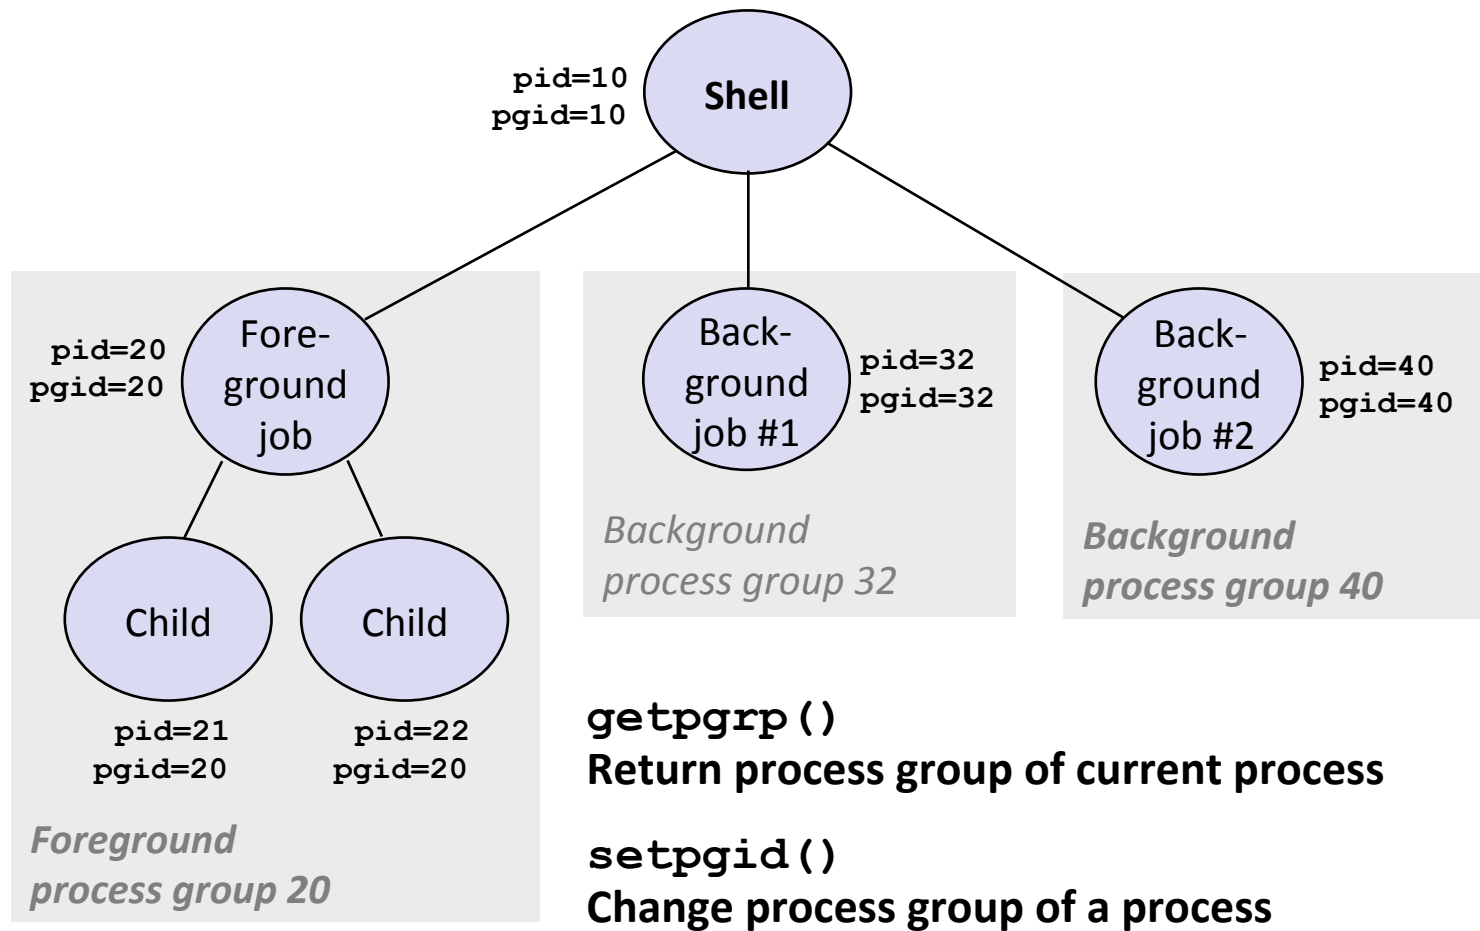 pid=10
pgid=10
Shell
pid=20
pgid=20
Fore-
ground
job
Back-
ground
job #1
pid=32
pgid=32
Back-
ground
job #2
pid=40
pgid=40
Background
process group 32
Background
process group 40
Child
Child
pid=21
pgid=20
pid=22
pgid=20
Foreground
process group 20
getpgrp()
Return process group of current process
setpgid()
Change process group of a process